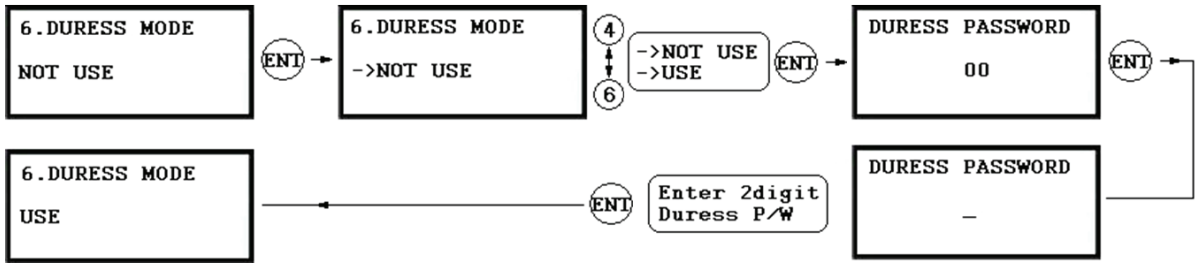 6.DURESS MODE
NOT USE
ENT
6.DURESS MODE
->NOT USE
4
6
->NOT USE
->USE
ENT
DURESS PASSWORD
00
ENT
DURESS PASSWORD
_
Enter 2digit
Duress P/W
ENT
6.DURESS MODE
USE